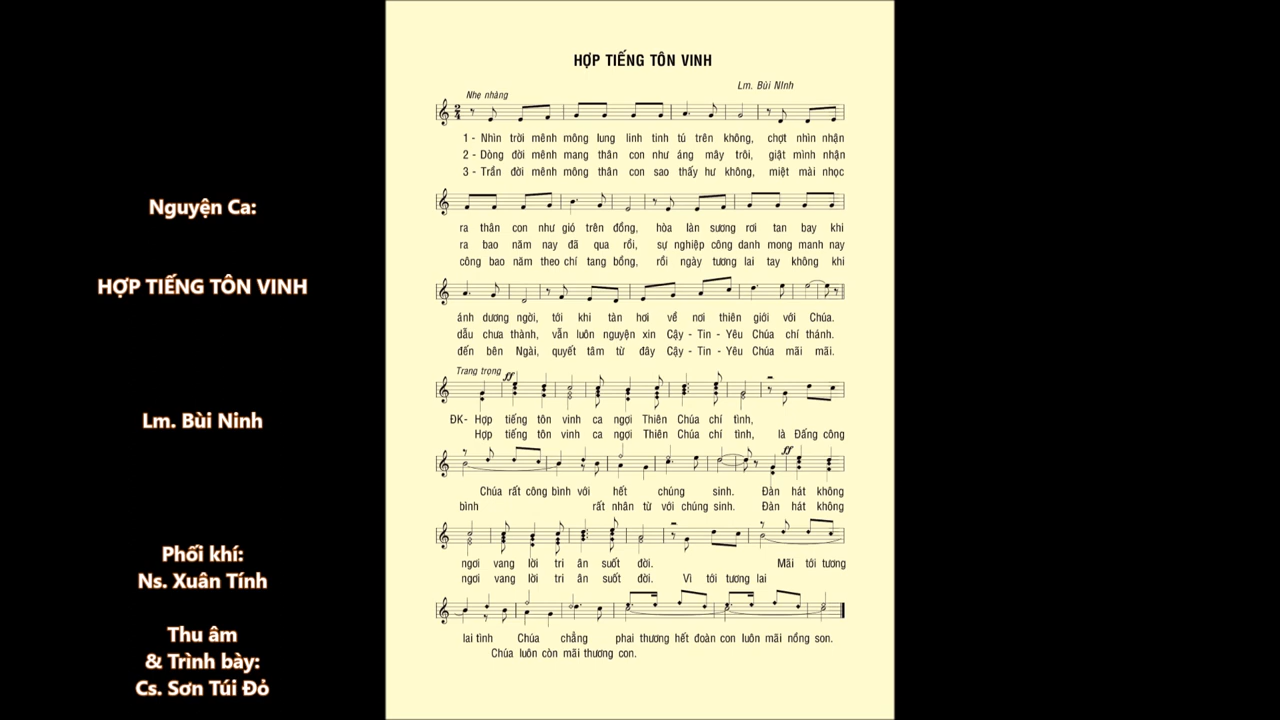 Nguyện Ca:
HỢP TIẾNG TÔN VINH
Lm. Bùi Ninh
Phối khí:
Ns. Xuân Tính
Thu âm
& Trình bày:
Cs. Sơn Túi Đỏ
HỢP TIẾNG TÔN VINH
Lm. Bùi NInh
Nhẹ nhàng
1 - Nhìn trời mênh mông lung linh tinh tú trên không, chợt nhìn nhận
2 - Dòng đời mênh mang thân con như áng mây trôi, giật mình nhận
3 - Trần đời mênh mông thân con sao thấy hư không, miệt mài nhọc
ra thân con như gió trên đồng, hòa làn sương rơi tan bay khi
ra bao năm nay đã qua rồi, sự nghiệp công danh mong manh nay
công bao năm theo chí tang bồng, rồi ngày tương lai tay không khi
ánh dương ngời, tới khi tàn hơi về nơi thiên giới với Chúa.
dẫu chưa thành, vẫn luôn nguyện xin Cậy - Tin - Yêu Chúa chí thánh.
đến bên Ngài, quyết tâm từ đây Cậy - Tin - Yêu Chúa mãi mãi.
Trang trọng ff
ĐK- Hợp tiếng tôn vinh ca ngợi Thiên Chúa chí tình,
Hợp tiếng tôn vinh ca ngợi Thiên Chúa chí tình, là Đấng công
ff
Chúa rất công bình với hết chúng sinh. Đàn hát không
bình rất nhân từ với chúng sinh. Đàn hát không
ngơi vang lời tri ân suốt đời. Mãi tới tương
ngơi vang lời tri ân suốt đời. Vì tới tương lai
lai tình Chúa chẳng phai thương hết đoàn con luôn mãi nồng son.
Chúa luôn còn mãi thương con.